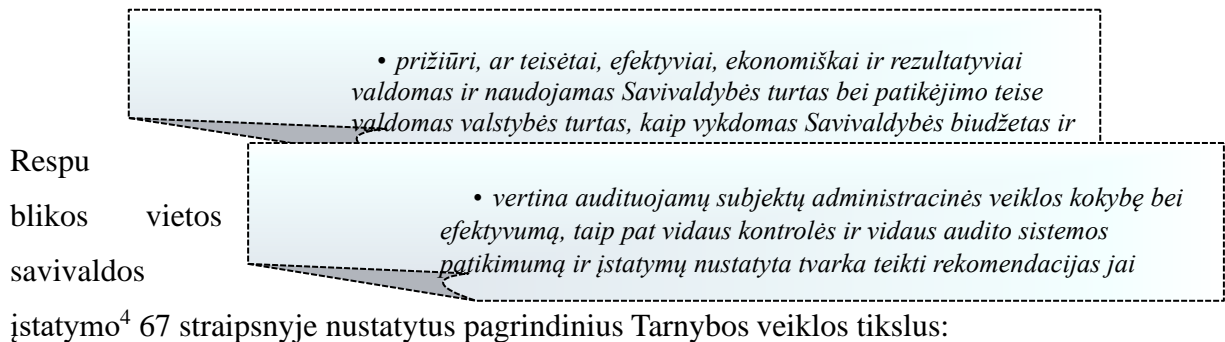 • prižiūri, ar teisėtai, efektyviai, ekonomiškai ir rezultatyviai
valdomas ir naudojamas Savivaldybės turtas bei patikėjimo teise
valdomas valstybės turtas, kaip vykdomas Savivaldybės biudžetas ir
Respu
blikos vietos
savivaldos
• vertina audituojamų subjektų administracinės veiklos kokybę bei
efektyvumą, taip pat vidaus kontrolės ir vidaus audito sistemos
patikimumą ir įstatymų nustatyta tvarka teikti rekomendacijas jai
įstatymo⁴ 67 straipsnyje nustatytus pagrindinius Tarnybos veiklos tikslus: